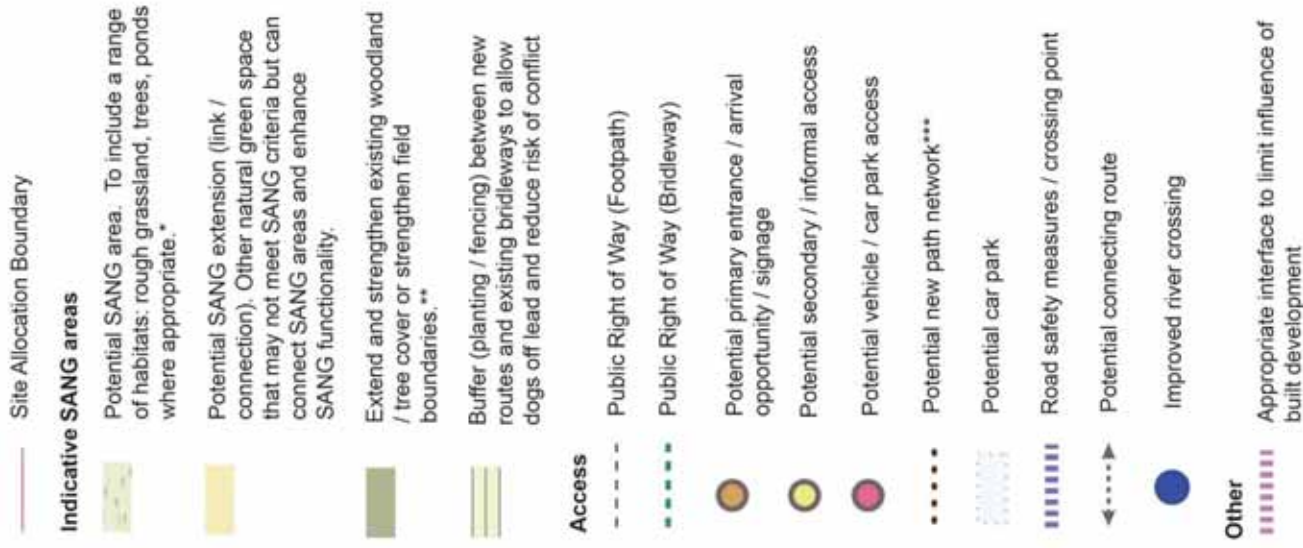 Site Allocation Boundary
Indicative SANG areas
Potential SANG area. To include a range
of habitats: rough grassland, trees, ponds
where appropriate.*
Potential SANG extension (link /
connection). Other natural green space
that may not meet SANG criteria but can
connect SANG areas and enhance
SANG functionality.
Extend and strengthen existing woodland
/ tree cover or strengthen field
boundaries.**
Buffer (planting / fencing) between new
routes and existing bridleways to allow
dogs off lead and reduce risk of conflict
Access
Public Right of Way (Footpath)
Public Right of Way (Bridleway)
Potential primary entrance / arrival
opportunity / signage
Potential secondary / informal access
Potential vehicle / car park access
Potential new path network***
Potential car park
Road safety measures / crossing point
Potential connecting route
Improved river crossing
Other
Appropriate interface to limit influence of
built development